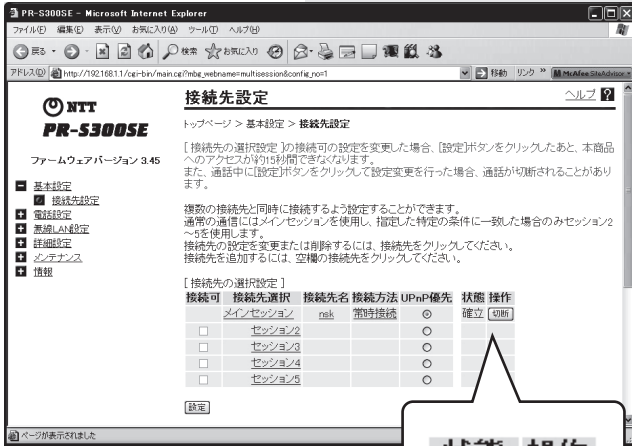 PR-S300SE - Microsoft Internet Explorer
ファイル(F) 編集(E) 表示(V) お気に入り(A) ツール(T) ヘルプ(H)
戻る 検索 お気に入り
アドレス(D) http://192.168.1.1/cgi-bin/main.cgi?mbg_webname=multisession&config_no=1 移動 リンク » McAfee SiteAdvisor
NTT
PR-S300SE
ファームウェアバージョン 3.45
基本設定
接続先設定
電話設定
無線LAN設定
詳細設定
メンテナンス
情報
接続先設定 ヘルプ ?
トップページ > 基本設定 > 接続先設定
[ 接続先の選択設定 ]の接続可の設定を変更した場合、[設定]ボタンをクリックしたあと、本商品
へのアクセスが約15秒間できなくなります。
また、通話中に[設定]ボタンをクリックして設定変更を行った場合、通話が切断されることがあり
ます。
複数の接続先と同時に接続するよう設定することができます。
通常の通信にはメインセッションを使用し、指定した特定の条件に一致した場合のみセッション2
～5を使用します。
接続先の設定を変更または削除するには、接続先をクリックしてください。
接続先を追加するには、空欄の接続先をクリックしてください。
[ 接続先の選択設定 ]
接続可 接続先選択 接続先名 接続方法 UPnP優先 状態 操作
メインセッション nsk 常時接続 確立 切断
セッション2
セッション3
セッション4
セッション5
設定
ページが表示されました
状態 操作